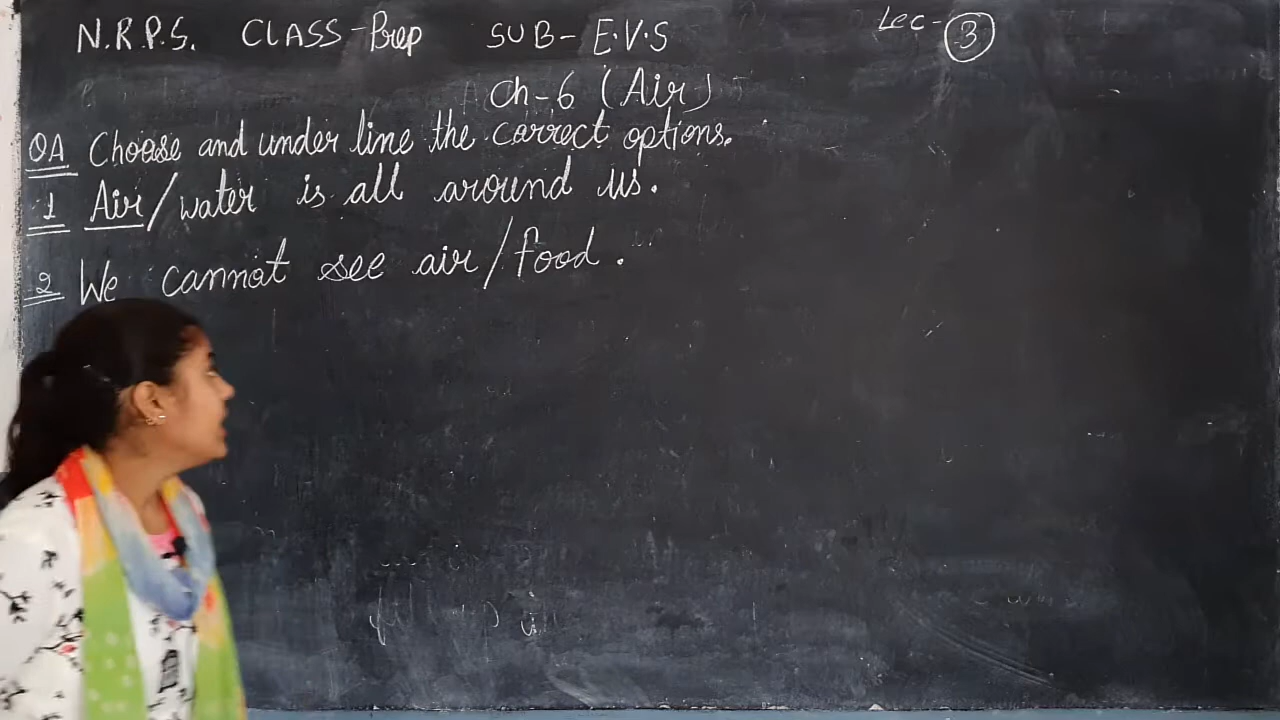 N.R.P.S. CLASS-Prep SUB- E.V.S Lec- 3
Ch-6 (Air)
QA Choose and under line the correct options.
1 Air/water is all around us.
2 We cannot see air/food.